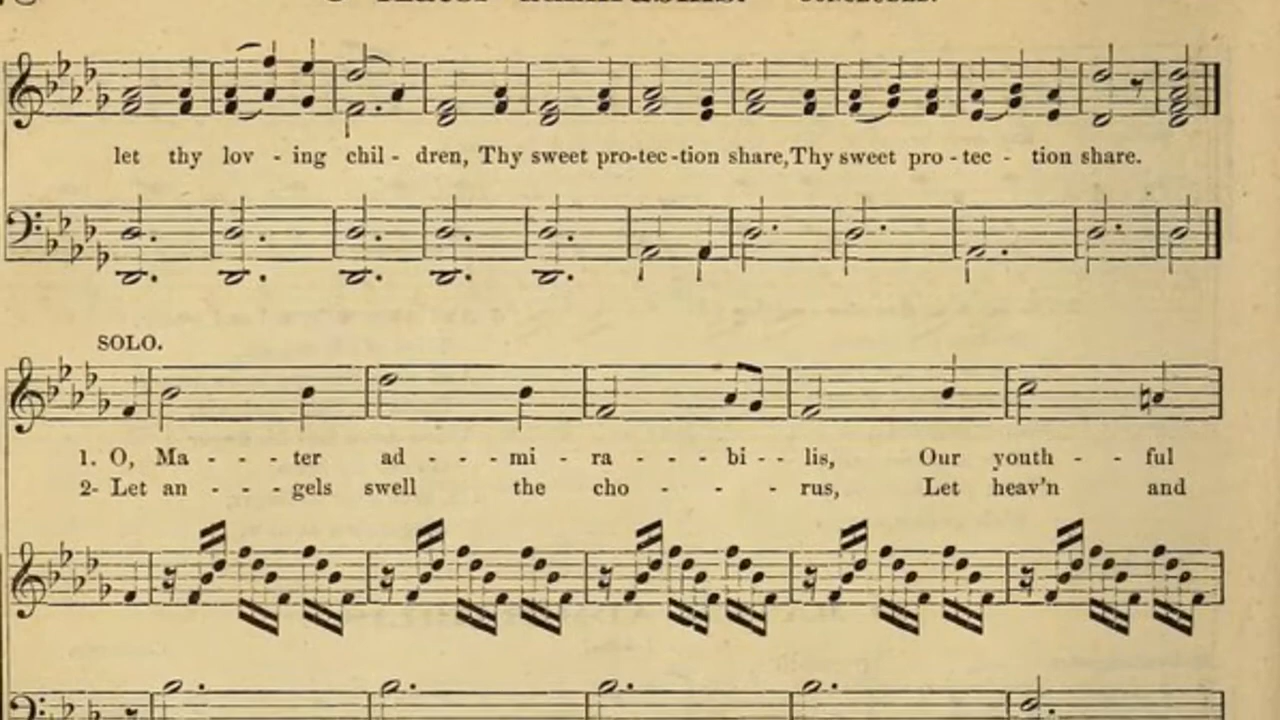 let thy lov - ing chil - dren, Thy sweet pro-tec-tion share, Thy sweet pro - tec - tion share.
SOLO.
1. O, Ma - - - ter ad - - - mi - ra - - - bi - - lis, Our youth - - ful
2- Let an - - - gels swell the cho - - - rus, Let heav'n and